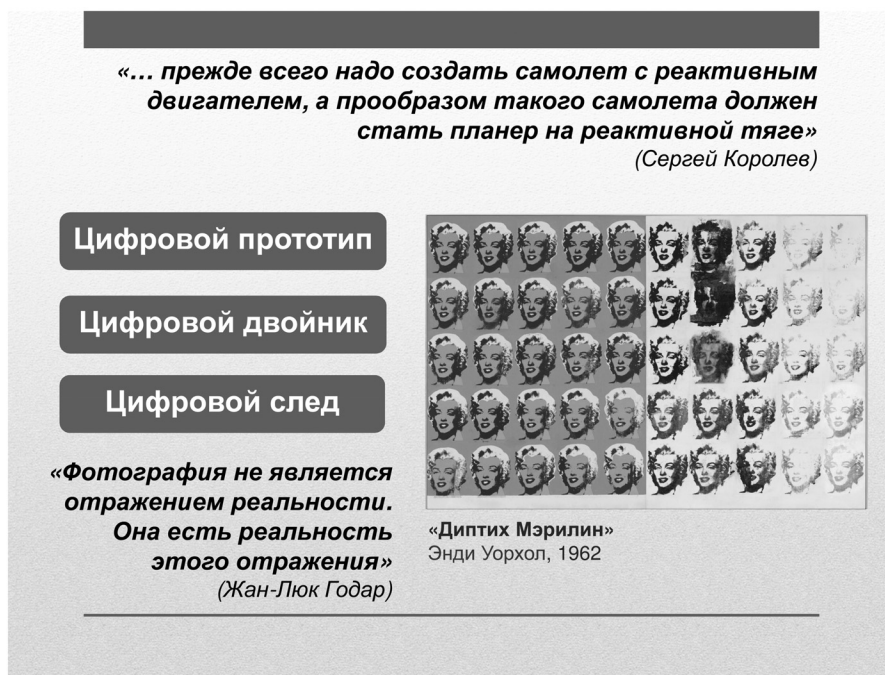 «… прежде всего надо создать самолет с реактивным
двигателем, а прообразом такого самолета должен
стать планер на реактивной тяге»
(Сергей Королев)
Цифровой прототип
Цифровой двойник
Цифровой след
«Фотография не является
отражением реальности.
Она есть реальность
этого отражения»
(Жан-Люк Годар)
«Диптих Мэрилин»
Энди Уорхол, 1962